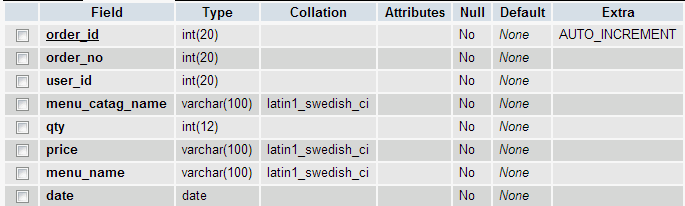 Field Type Collation Attributes Null Default Extra
order_id int(20) No None AUTO_INCREMENT
order_no int(20) No None
user_id int(20) No None
menu_catag_name varchar(100) latin1_swedish_ci No None
qty int(12) No None
price varchar(100) latin1_swedish_ci No None
menu_name varchar(100) latin1_swedish_ci No None
date date No None